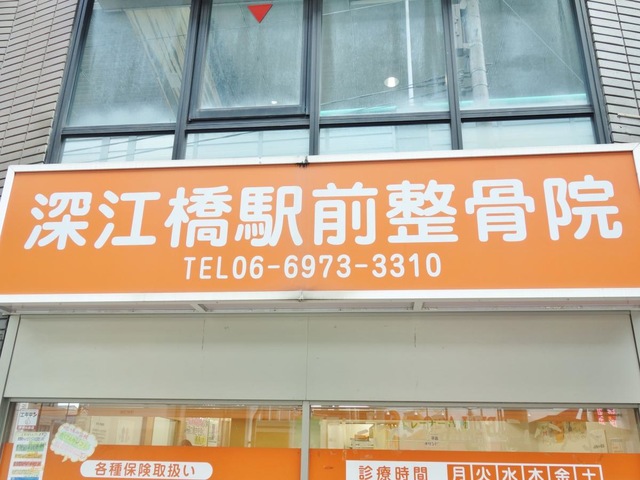 深江橋駅前整骨院
TEL06-6973-3310
各種保険取扱い
診療時間 月 火 水 木 金 土